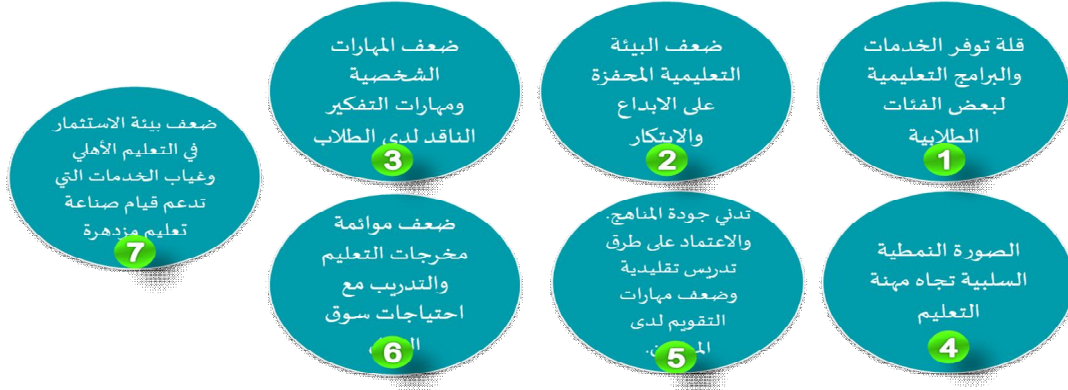 قلة توفر الخدمات
والبرامج التعليمية
لبعض الفئات
الطلابية
1
ضعف البيئة
التعليمية المحفزة
على الابداع
والابتكار
2
ضعف المهارات
الشخصية
ومهارات التفكير
الناقد لدى الطلاب
3
الصورة النمطية
السلبية تجاه مهنة
التعليم
4
تدني جودة المناهج.
والاعتماد على طرق
تدريس تقليدية
وضعف مهارات
التقويم لدى
5
ضعف موائمة
مخرجات التعليم
والتدريب مع
احتياجات سوق
6
ضعف بيئة الاستثمار
في التعليم الأهلي
وغياب الخدمات التي
تدعم قيام صناعة
تعليم مزدهرة
7